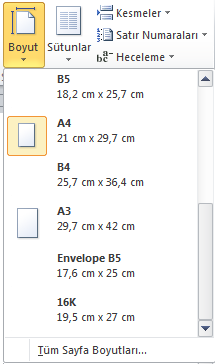 Boyut
Sütunlar
Kesmeler
Satır Numaraları
Heceleme
B5
18,2 cm x 25,7 cm
A4
21 cm x 29,7 cm
B4
25,7 cm x 36,4 cm
A3
29,7 cm x 42 cm
Envelope B5
17,6 cm x 25 cm
16K
19,5 cm x 27 cm
Tüm Sayfa Boyutları...